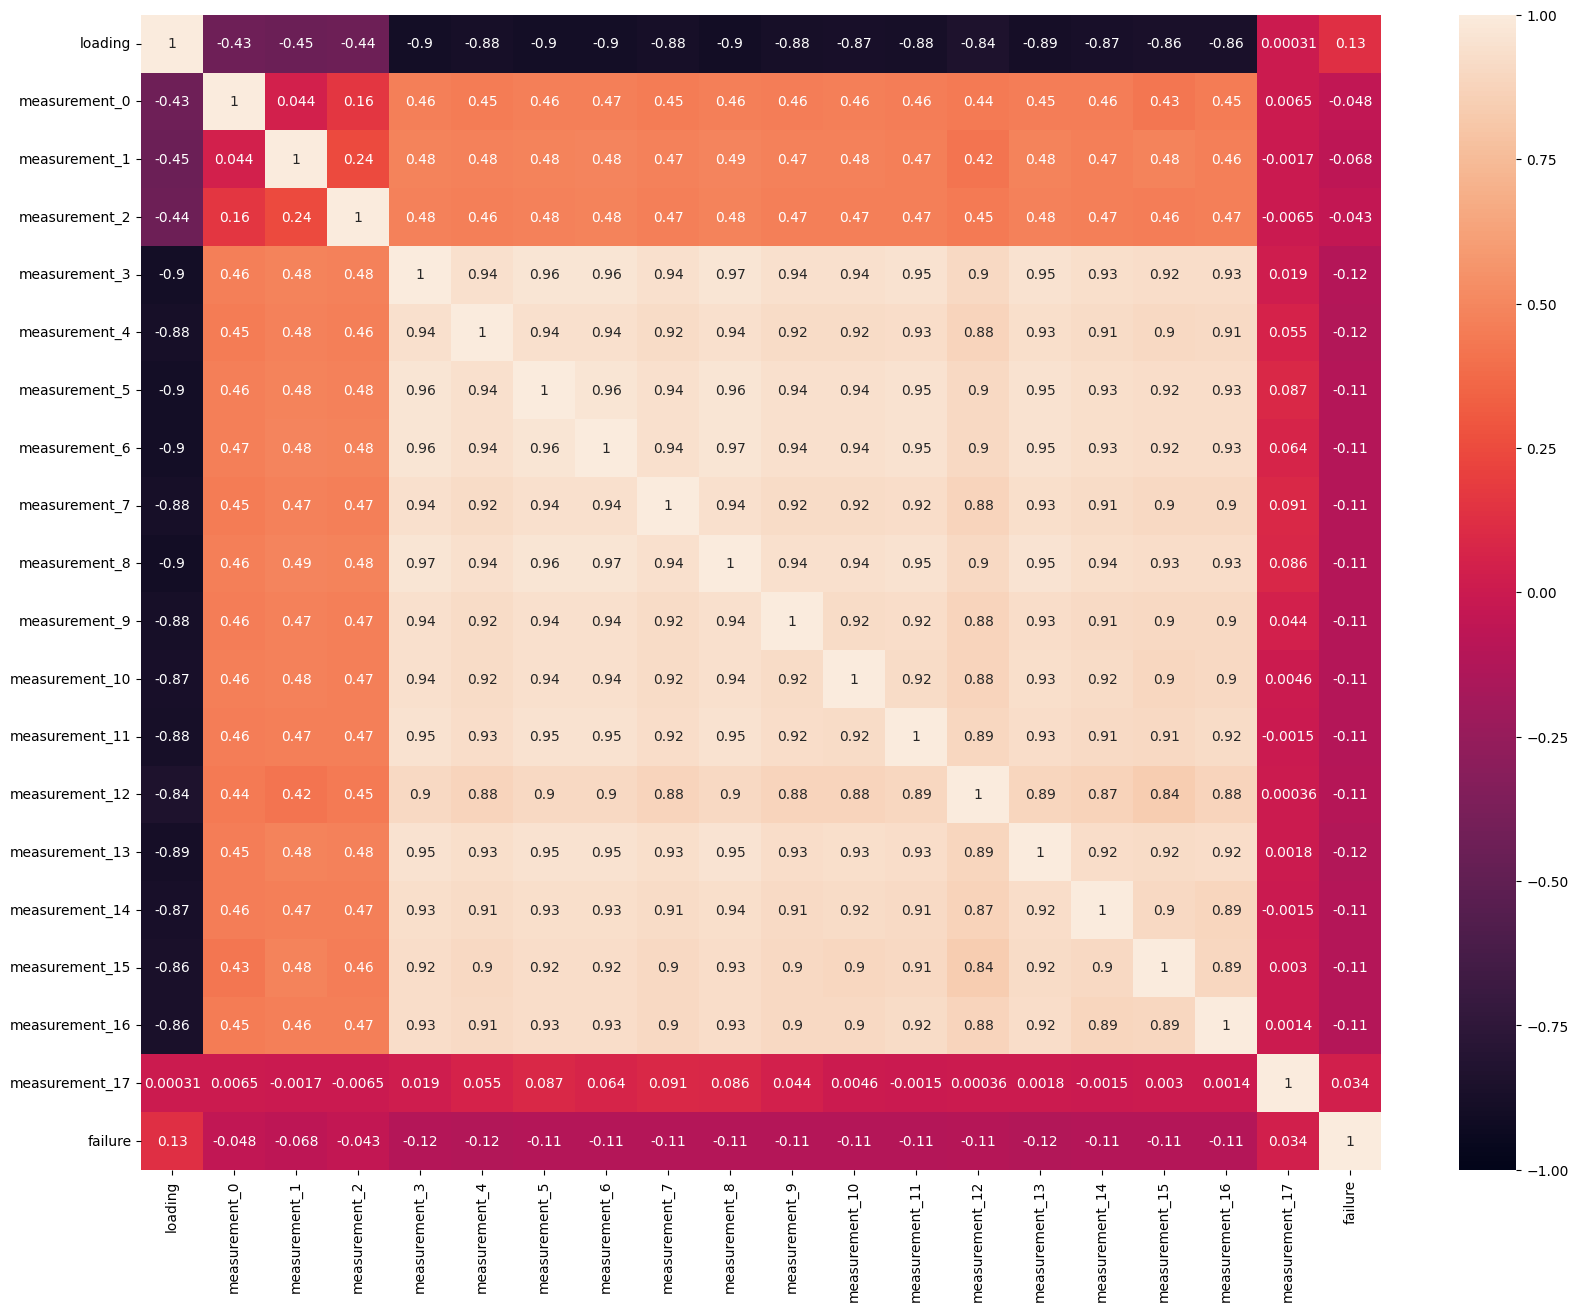 loading 1 -0.43 -0.45 -0.44 -0.9 -0.88 -0.9 -0.9 -0.88 -0.9 -0.88 -0.87 -0.88 -0.84 -0.89 -0.87 -0.86 -0.86 0.00031 0.13
measurement_0 -0.43 1 0.044 0.16 0.46 0.45 0.46 0.47 0.45 0.46 0.46 0.46 0.46 0.44 0.45 0.46 0.43 0.45 0.0065 -0.048
measurement_1 -0.45 0.044 1 0.24 0.48 0.48 0.48 0.48 0.47 0.49 0.47 0.48 0.47 0.42 0.48 0.47 0.48 0.46 -0.0017 -0.068
measurement_2 -0.44 0.16 0.24 1 0.48 0.46 0.48 0.48 0.47 0.48 0.47 0.47 0.47 0.45 0.48 0.47 0.46 0.47 -0.0065 -0.043
measurement_3 -0.9 0.46 0.48 0.48 1 0.94 0.96 0.96 0.94 0.97 0.94 0.94 0.95 0.9 0.95 0.93 0.92 0.93 0.019 -0.12
measurement_4 -0.88 0.45 0.48 0.46 0.94 1 0.94 0.94 0.92 0.94 0.92 0.92 0.93 0.88 0.93 0.91 0.9 0.91 0.055 -0.12
measurement_5 -0.9 0.46 0.48 0.48 0.96 0.94 1 0.96 0.94 0.96 0.94 0.94 0.95 0.9 0.95 0.93 0.92 0.93 0.087 -0.11
measurement_6 -0.9 0.47 0.48 0.48 0.96 0.94 0.96 1 0.94 0.97 0.94 0.94 0.95 0.9 0.95 0.93 0.92 0.93 0.064 -0.11
measurement_7 -0.88 0.45 0.47 0.47 0.94 0.92 0.94 0.94 1 0.94 0.92 0.92 0.92 0.88 0.93 0.91 0.9 0.9 0.091 -0.11
measurement_8 -0.9 0.46 0.49 0.48 0.97 0.94 0.96 0.97 0.94 1 0.94 0.94 0.95 0.9 0.95 0.94 0.93 0.93 0.086 -0.11
measurement_9 -0.88 0.46 0.47 0.47 0.94 0.92 0.94 0.94 0.92 0.94 1 0.92 0.92 0.88 0.93 0.91 0.9 0.9 0.044 -0.11
measurement_10 -0.87 0.46 0.48 0.47 0.94 0.92 0.94 0.94 0.92 0.94 0.92 1 0.92 0.88 0.93 0.92 0.9 0.9 0.0046 -0.11
measurement_11 -0.88 0.46 0.47 0.47 0.95 0.93 0.95 0.95 0.92 0.95 0.92 0.92 1 0.89 0.93 0.91 0.91 0.92 -0.0015 -0.11
measurement_12 -0.84 0.44 0.42 0.45 0.9 0.88 0.9 0.9 0.88 0.9 0.88 0.88 0.89 1 0.89 0.87 0.84 0.88 0.00036 -0.11
measurement_13 -0.89 0.45 0.48 0.48 0.95 0.93 0.95 0.95 0.93 0.95 0.93 0.93 0.93 0.89 1 0.92 0.92 0.92 0.0018 -0.12
measurement_14 -0.87 0.46 0.47 0.47 0.93 0.91 0.93 0.93 0.91 0.94 0.91 0.92 0.91 0.87 0.92 1 0.9 0.89 -0.0015 -0.11
measurement_15 -0.86 0.43 0.48 0.46 0.92 0.9 0.92 0.92 0.9 0.93 0.9 0.9 0.91 0.84 0.92 0.9 1 0.89 0.003 -0.11
measurement_16 -0.86 0.45 0.46 0.47 0.93 0.91 0.93 0.93 0.9 0.93 0.9 0.9 0.92 0.88 0.92 0.89 0.89 1 0.0014 -0.11
measurement_17 0.00031 0.0065 -0.0017 -0.0065 0.019 0.055 0.087 0.064 0.091 0.086 0.044 0.0046 -0.0015 0.00036 0.0018 -0.0015 0.003 0.0014 1 0.034
failure 0.13 -0.048 -0.068 -0.043 -0.12 -0.12 -0.11 -0.11 -0.11 -0.11 -0.11 -0.11 -0.11 -0.11 -0.12 -0.11 -0.11 -0.11 0.034 1
loading
measurement_0
measurement_1
measurement_2
measurement_3
measurement_4
measurement_5
measurement_6
measurement_7
measurement_8
measurement_9
measurement_10
measurement_11
measurement_12
measurement_13
measurement_14
measurement_15
measurement_16
measurement_17
failure
1.00
0.75
0.50
0.25
0.00
−0.25
−0.50
−0.75
−1.00